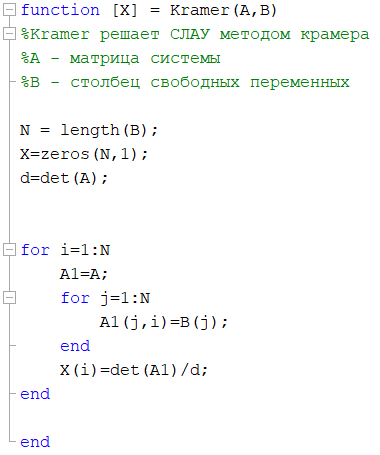 function [X] = Kramer(A,B)
%Kramer решает СЛАУ методом крамера
%A - матрица системы
%B - столбец свободных переменных
N = length(B);
X=zeros(N,1);
d=det(A);
for i=1:N
A1=A;
for j=1:N
A1(j,i)=B(j);
end
X(i)=det(A1)/d;
end
end